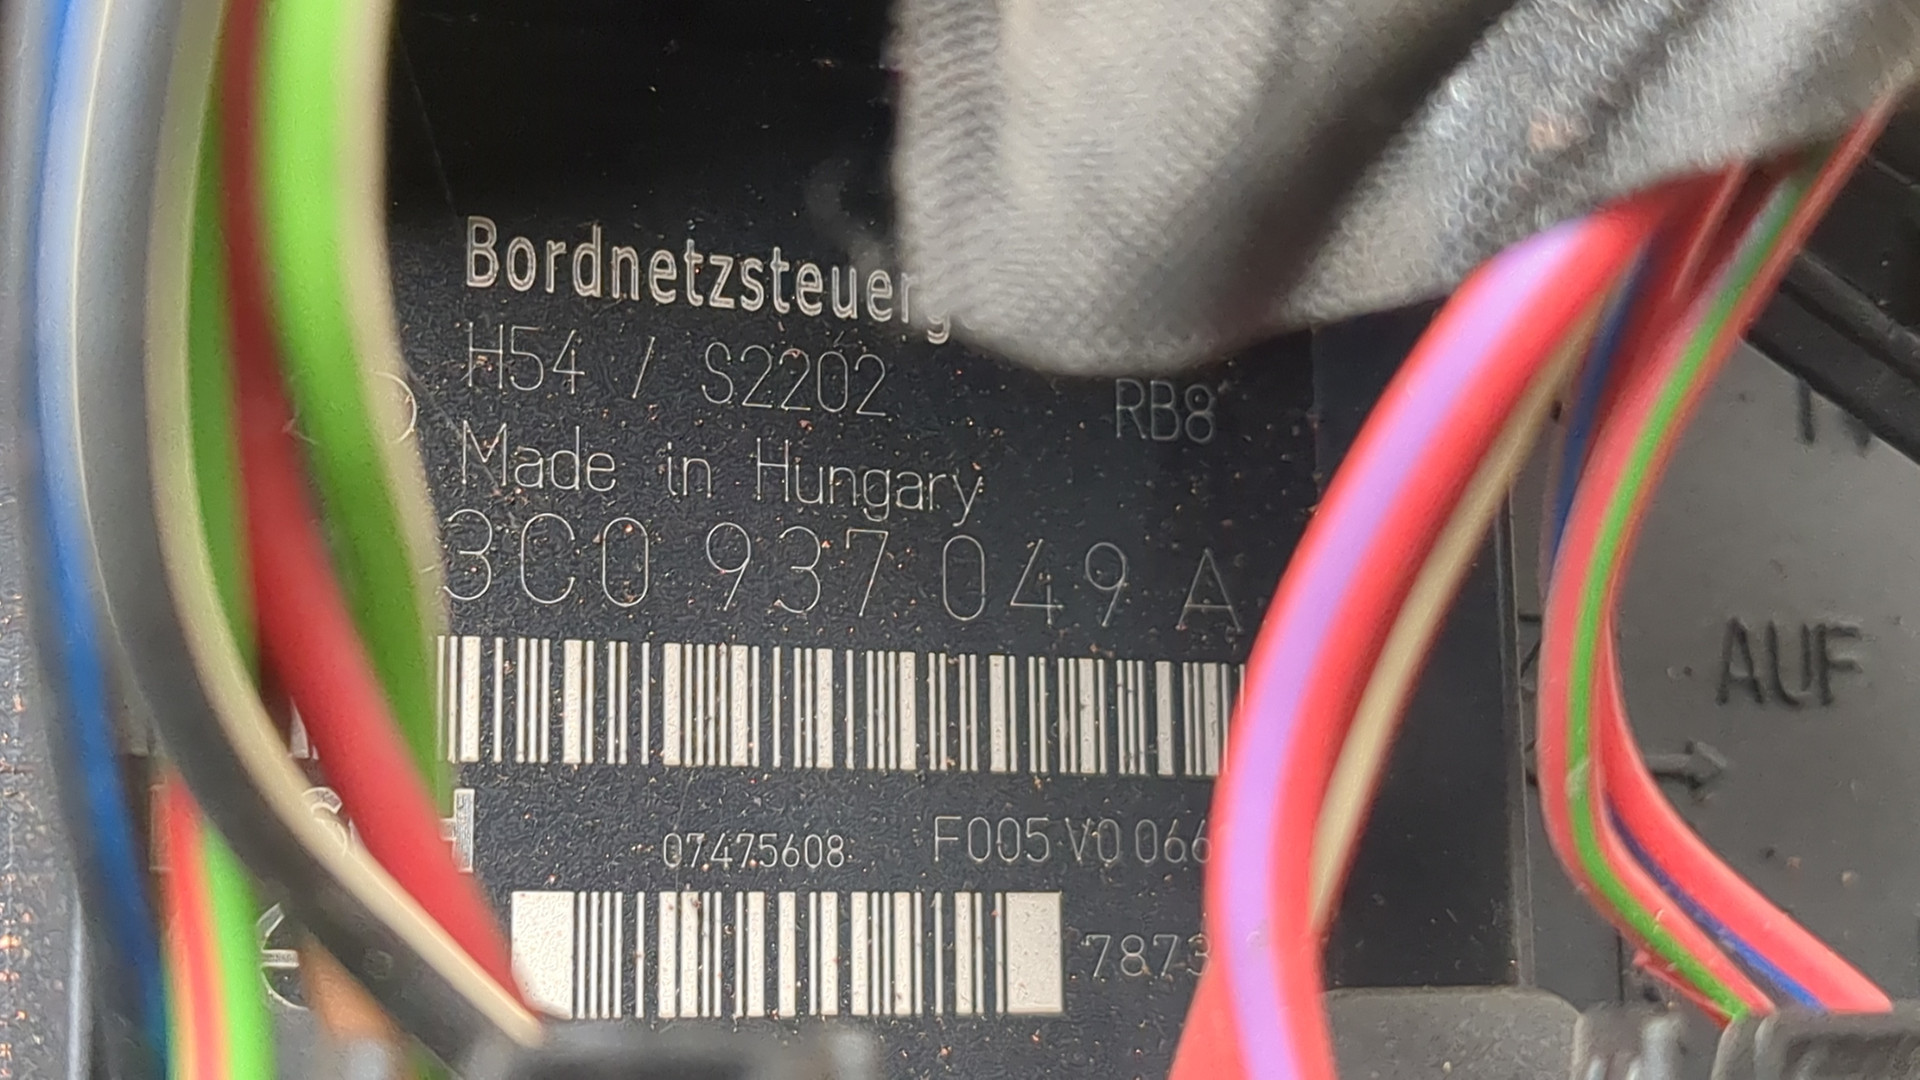 Bordnetzsteuerg
H54 / S2202
RB8
Made in Hungary
3C0 937 049 A
AUF
07475608
F005 V0 066
7873